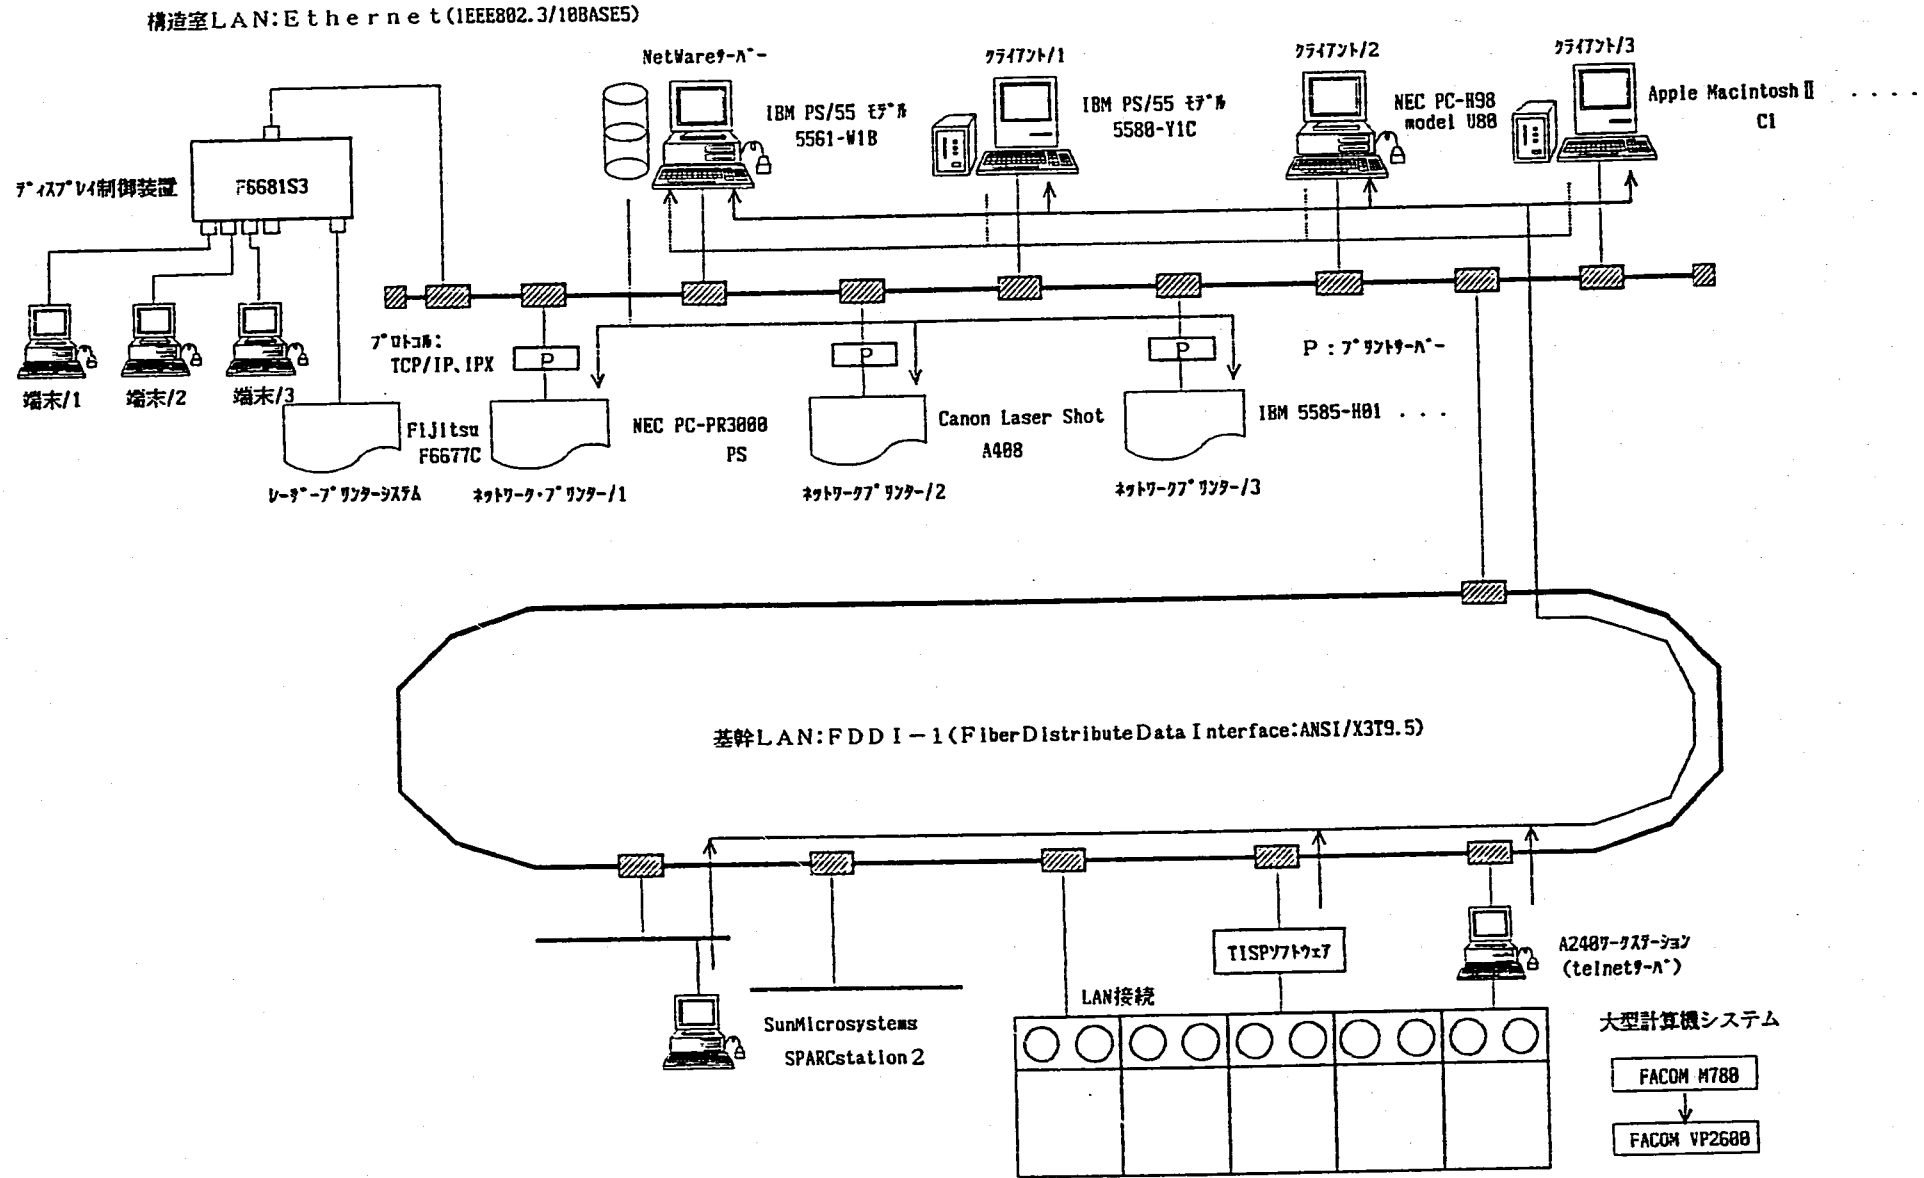 構造室LAN:Ethernet(IEEE802.3/10BASE5)
NetWareサーバー
クライアント/1
クライアント/2
クライアント/3
IBM PS/55 モデル
5561-W1B
IBM PS/55 モデル
5580-Y1C
NEC PC-H98
model U80
Apple MacintoshⅡ ....
CI
ディスプレイ制御装置
F6681S3
プロトコル:
TCP/IP、IPX
P
P
P
P:プリントサーバー
端末/1
端末/2
端末/3
Fijitsu
F6677C
NEC PC-PR3000
PS
Canon Laser Shot
A408
IBM 5585-H01 ...
レーザープリンターシステム
ネットワーク・プリンター/1
ネットワークプリンター/2
ネットワークプリンター/3
基幹LAN:FDDI-1(FiberDistributeDataInterface:ANSI/X3T9.5)
TISPソフトウェア
A240ワークステーション
(telnetサーバ)
LAN接続
SunMicrosystems
SPARCstation2
大型計算機システム
FACOM M780
FACOM VP2600